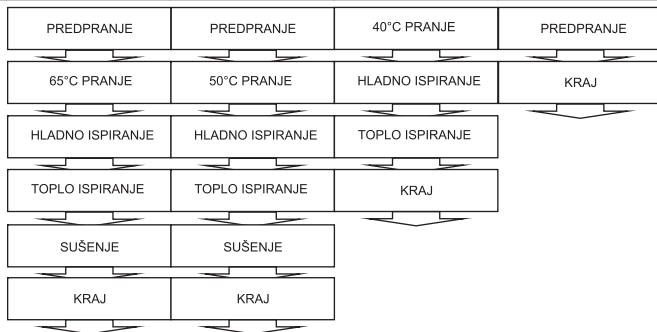 PREDPRANJE PREDPRANJE 40°C PRANJE PREDPRANJE
65°C PRANJE 50°C PRANJE HLADNO ISPIRANJE KRAJ
HLADNO ISPIRANJE HLADNO ISPIRANJE TOPLO ISPIRANJE
TOPLO ISPIRANJE TOPLO ISPIRANJE KRAJ
SUŠENJE SUŠENJE
KRAJ KRAJ